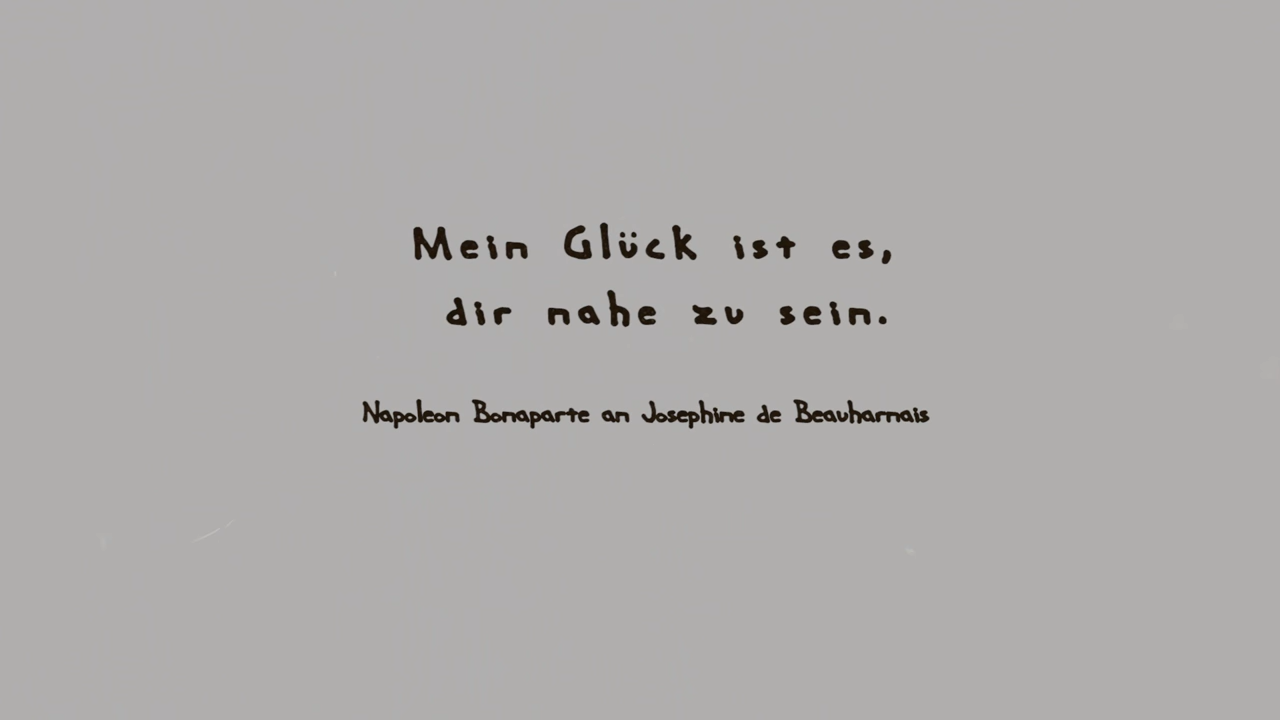 Mein Glück ist es,
dir nahe zu sein.
Napoleon Bonaparte an Josephine de Beauharnais